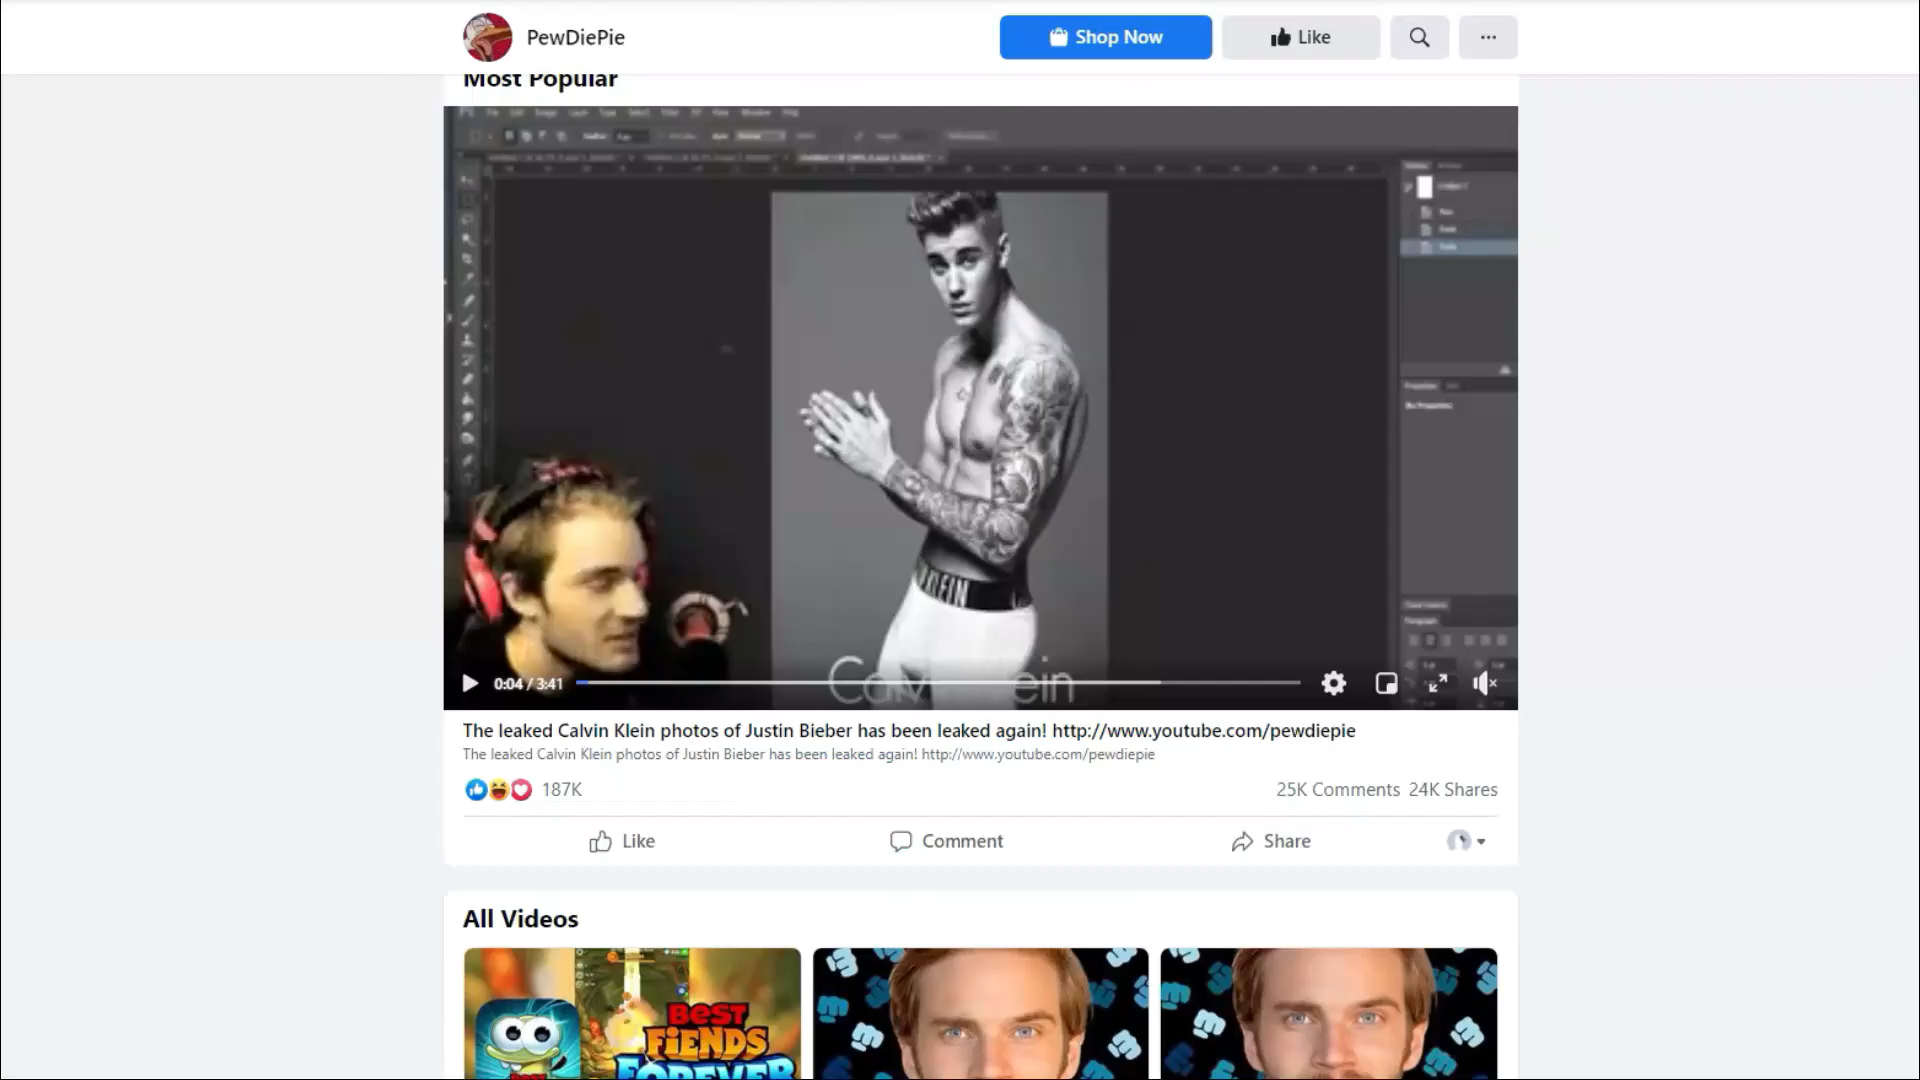 PewDiePie
Shop Now
Like
Most Popular
KLEIN
0:04 / 3:41
The leaked Calvin Klein photos of Justin Bieber has been leaked again! http://www.youtube.com/pewdiepie
The leaked Calvin Klein photos of Justin Bieber has been leaked again! http://www.youtube.com/pewdiepie
187K
25K Comments 24K Shares
Like
Comment
Share
All Videos
BEST
FIENDS
FOREVER